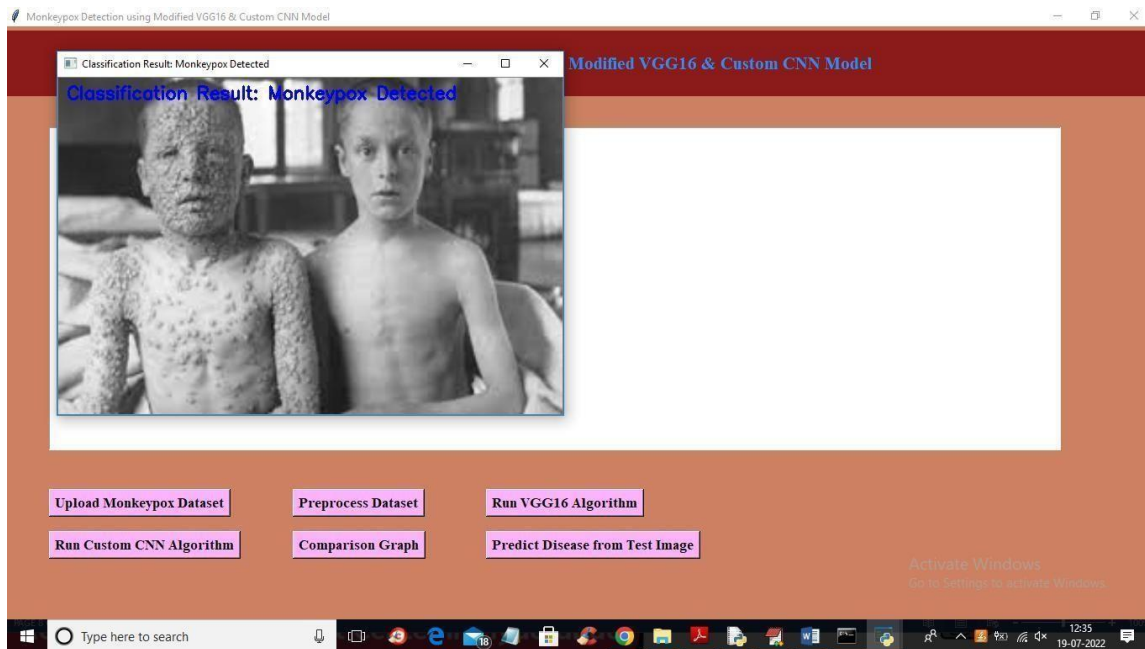 Monkeypox Detection using Modified VGG16 & Custom CNN Model
Classification Result: Monkeypox Detected
Modified VGG16 & Custom CNN Model
Classification Result: Monkeypox Detected
Upload Monkeypox Dataset
Preprocess Dataset
Run VGG16 Algorithm
Run Custom CNN Algorithm
Comparison Graph
Predict Disease from Test Image
Activate Windows
Go to Settings to activate Windows.
Type here to search
18
12:35
19-07-2022